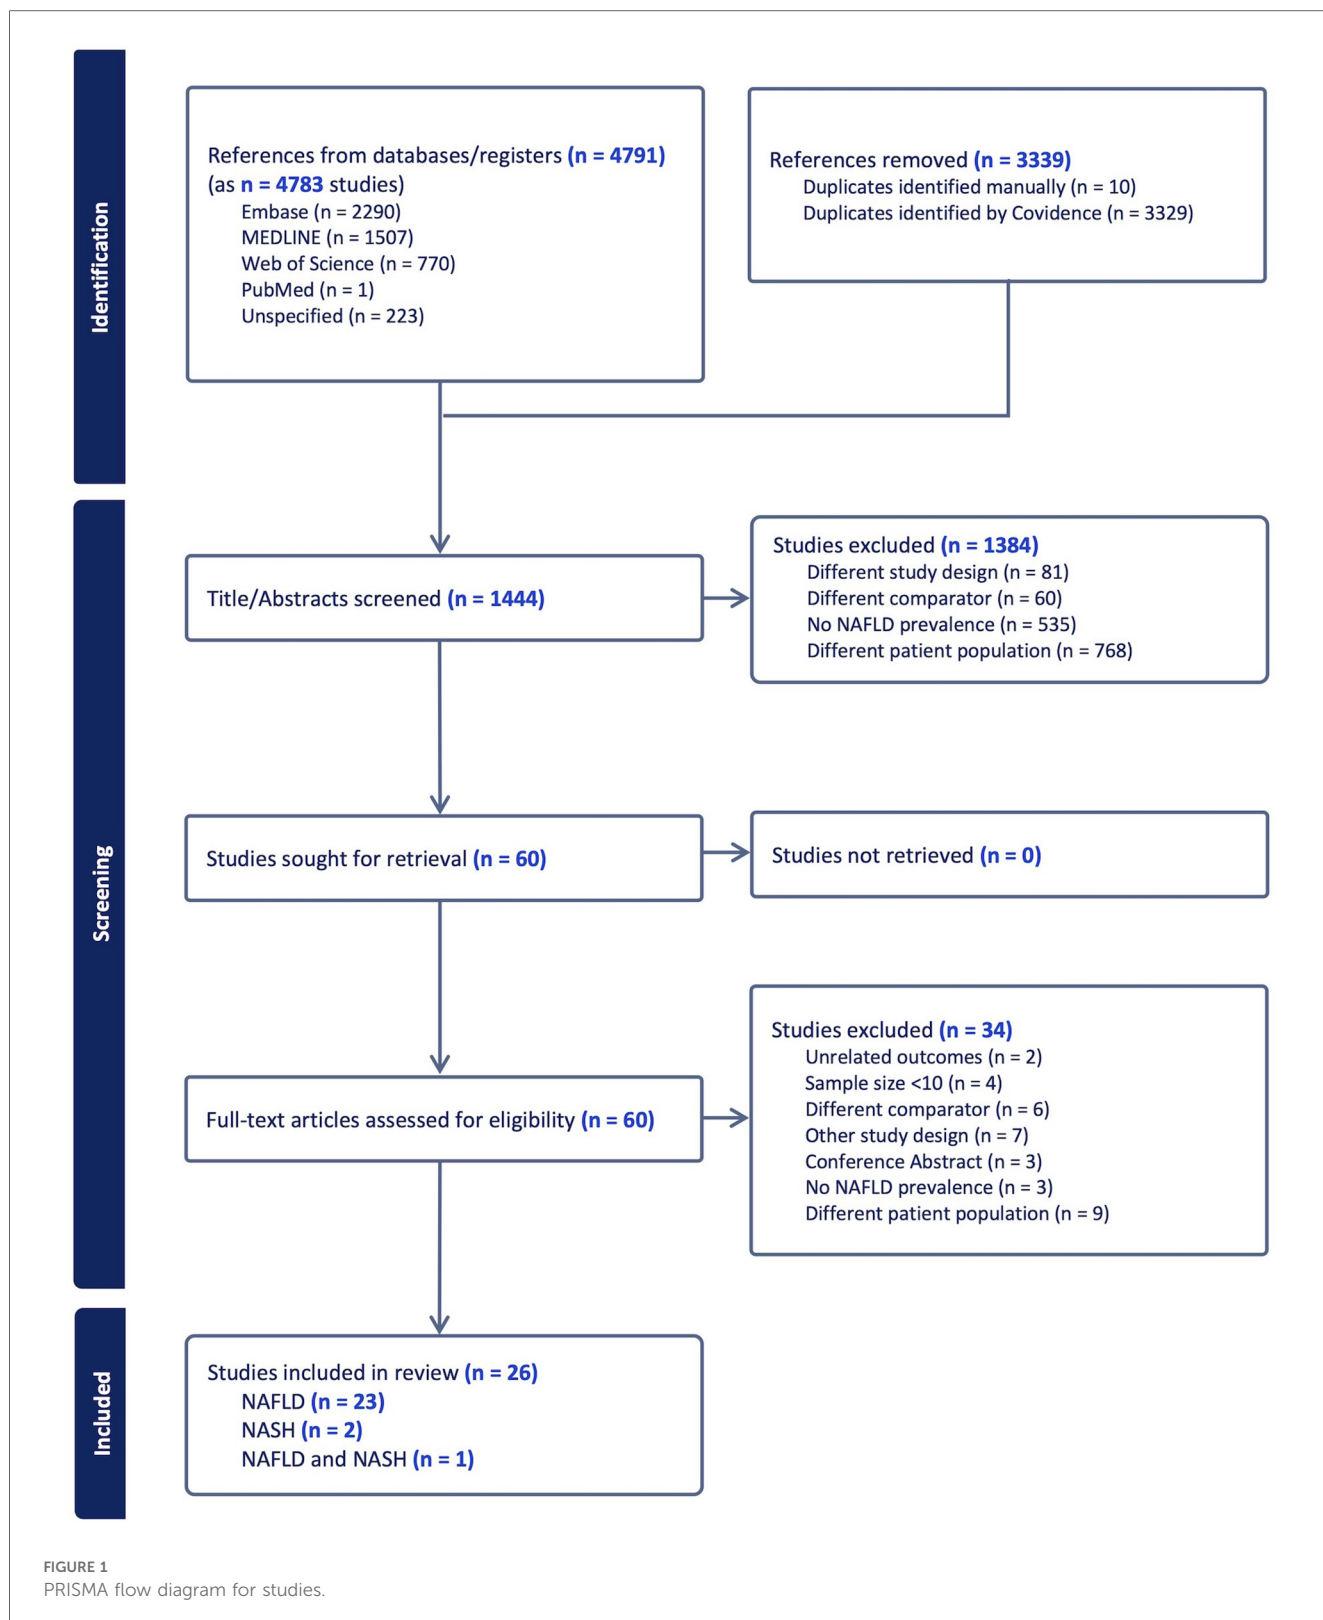 Identification
References from databases/registers (n = 4791)
(as n = 4783 studies)
Embase (n = 2290)
MEDLINE (n = 1507)
Web of Science (n = 770)
PubMed (n = 1)
Unspecified (n = 223)
References removed (n = 3339)
Duplicates identified manually (n = 10)
Duplicates identified by Covidence (n = 3329)
Screening
Title/Abstracts screened (n = 1444)
Studies excluded (n = 1384)
Different study design (n = 81)
Different comparator (n = 60)
No NAFLD prevalence (n = 535)
Different patient population (n = 768)
Studies sought for retrieval (n = 60)
Studies not retrieved (n = 0)
Full-text articles assessed for eligibility (n = 60)
Studies excluded (n = 34)
Unrelated outcomes (n = 2)
Sample size <10 (n = 4)
Different comparator (n = 6)
Other study design (n = 7)
Conference Abstract (n = 3)
No NAFLD prevalence (n = 3)
Different patient population (n = 9)
Included
Studies included in review (n = 26)
NAFLD (n = 23)
NASH (n = 2)
NAFLD and NASH (n = 1)
FIGURE 1
PRISMA flow diagram for studies.